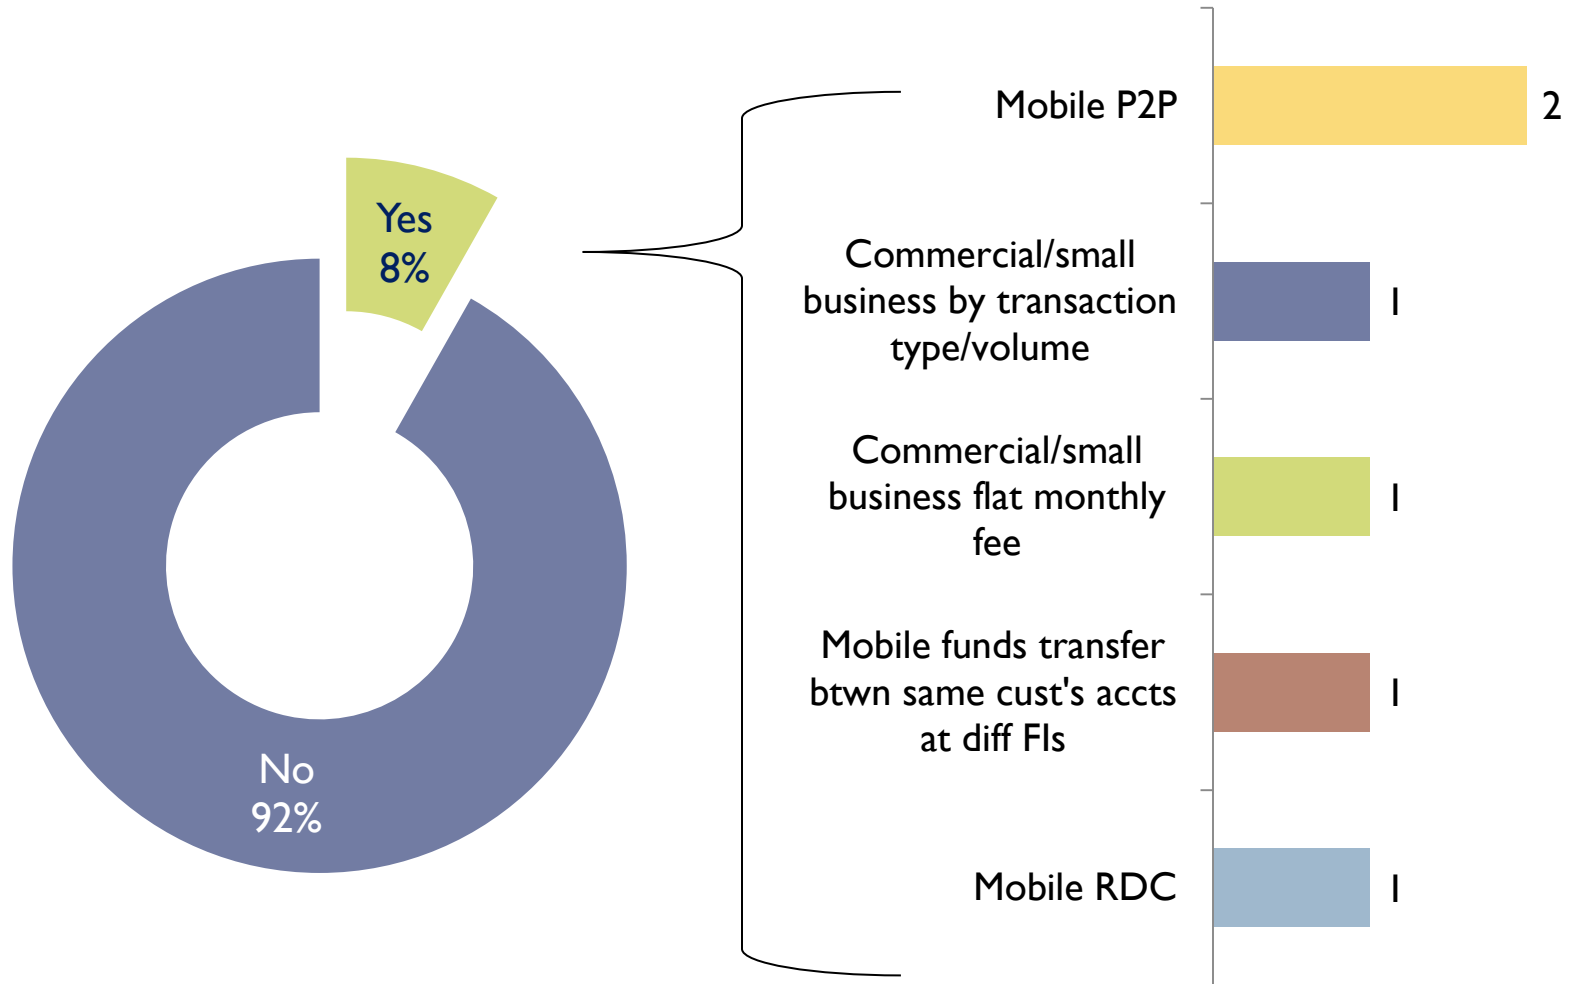 Yes
8%
No
92%
Mobile P2P
2
Commercial/small
business by transaction
type/volume
1
Commercial/small
business flat monthly
fee
1
Mobile funds transfer
btwn same cust's accts
at diff FIs
1
Mobile RDC
1